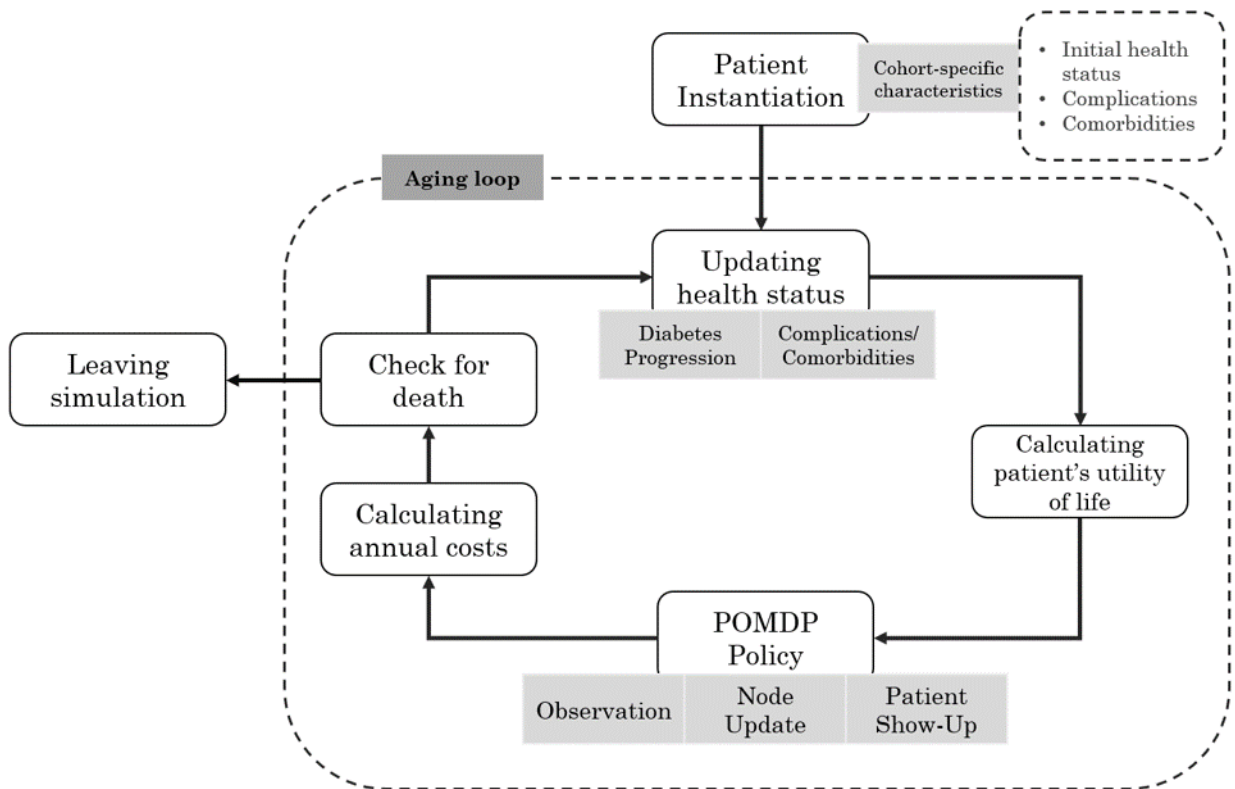 Patient
Instantiation
Cohort-specific
characteristics
• Initial health
status
• Complications
• Comorbidities
Aging loop
Updating
health status
Diabetes
Progression
Complications/
Comorbidities
Leaving
simulation
Check for
death
Calculating
patient's utility
of life
Calculating
annual costs
POMDP
Policy
Observation
Node
Update
Patient
Show-Up